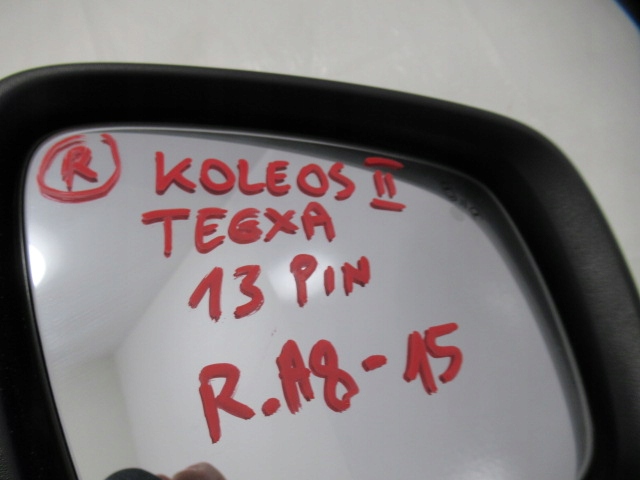 R KOLEOS II
TEGXA
13 PIN
R.A8-15